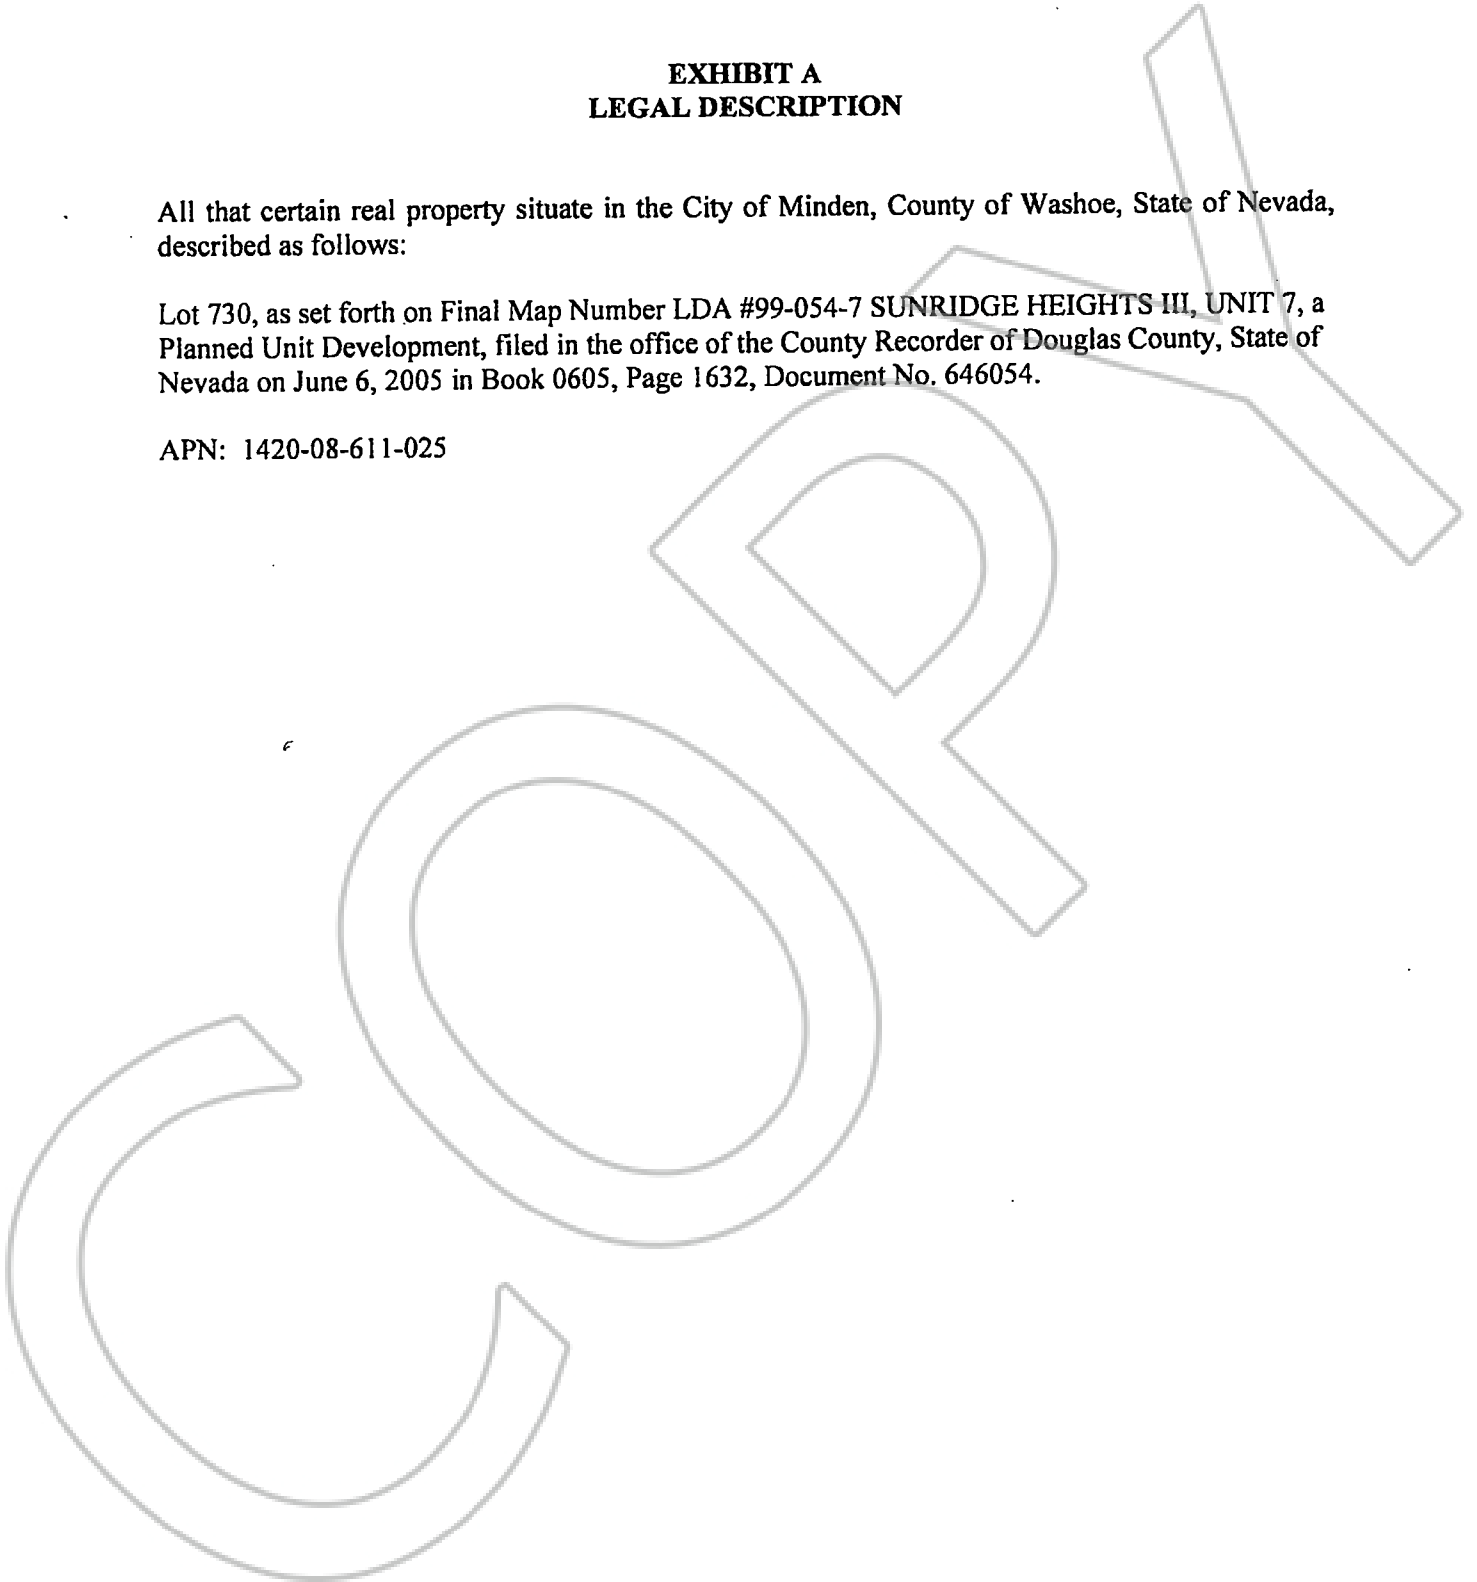 EXHIBIT A
LEGAL DESCRIPTION
All that certain real property situate in the City of Minden, County of Washoe, State of Nevada,
described as follows:
Lot 730, as set forth on Final Map Number LDA #99-054-7 SUNRIDGE HEIGHTS III, UNIT 7, a
Planned Unit Development, filed in the office of the County Recorder of Douglas County, State of
Nevada on June 6, 2005 in Book 0605, Page 1632, Document No. 646054.
APN: 1420-08-611-025
COPY